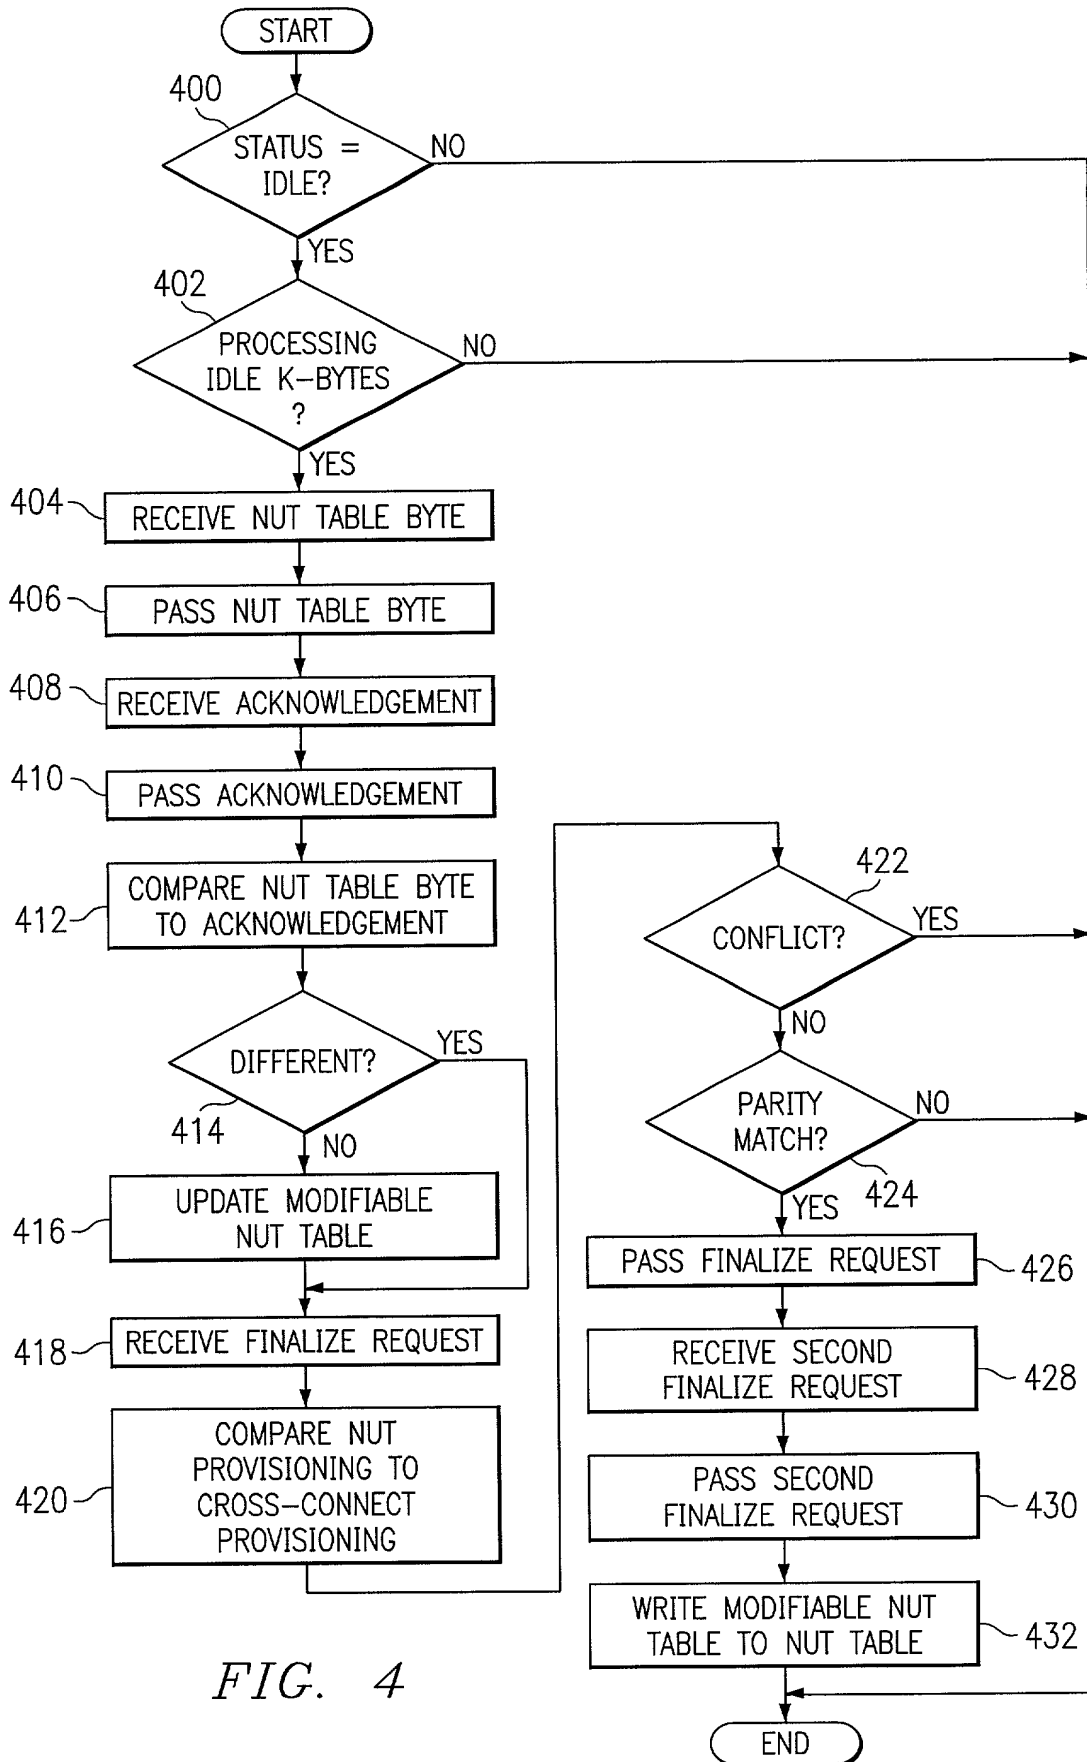 START
400
STATUS =
IDLE?
NO
YES
402
PROCESSING
IDLE K-BYTES
?
NO
YES
404
RECEIVE NUT TABLE BYTE
406
PASS NUT TABLE BYTE
408
RECEIVE ACKNOWLEDGEMENT
410
PASS ACKNOWLEDGEMENT
412
COMPARE NUT TABLE BYTE
TO ACKNOWLEDGEMENT
DIFFERENT?
YES
414
NO
416
UPDATE MODIFIABLE
NUT TABLE
418
RECEIVE FINALIZE REQUEST
420
COMPARE NUT
PROVISIONING TO
CROSS-CONNECT
PROVISIONING
422
CONFLICT?
YES
NO
PARITY
MATCH?
NO
424
YES
PASS FINALIZE REQUEST
426
RECEIVE SECOND
FINALIZE REQUEST
428
PASS SECOND
FINALIZE REQUEST
430
WRITE MODIFIABLE NUT
TABLE TO NUT TABLE
432
END
FIG. 4